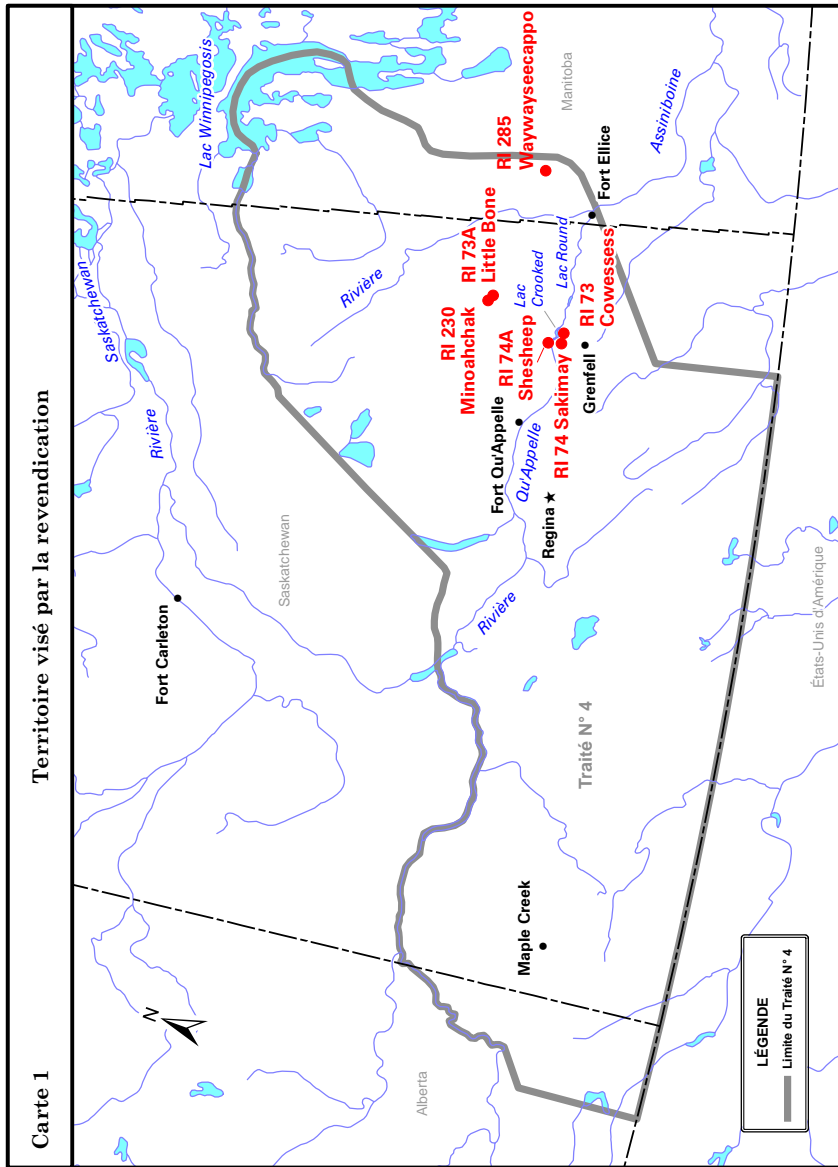 Carte 1
Territoire visé par la revendication
Lac Winnipegosis
Saskatchewan
Rivière
Fort Carleton
Saskatchewan
Rivière
Manitoba
RI 285
Waywayseecappo
Assiniboine
Fort Ellice
RI 73A
Little Bone
RI 230
Minoahchak
Lac
Crooked
Lac Round
RI 74A
Shesheep
RI 73
Cowessess
Grenfell
RI 74 Sakimay
Fort Qu'Appelle
Qu'Appelle
Regina
Rivière
Traité N° 4
États-Unis d'Amérique
Maple Creek
N
Alberta
LÉGENDE
Limite du Traité N° 4